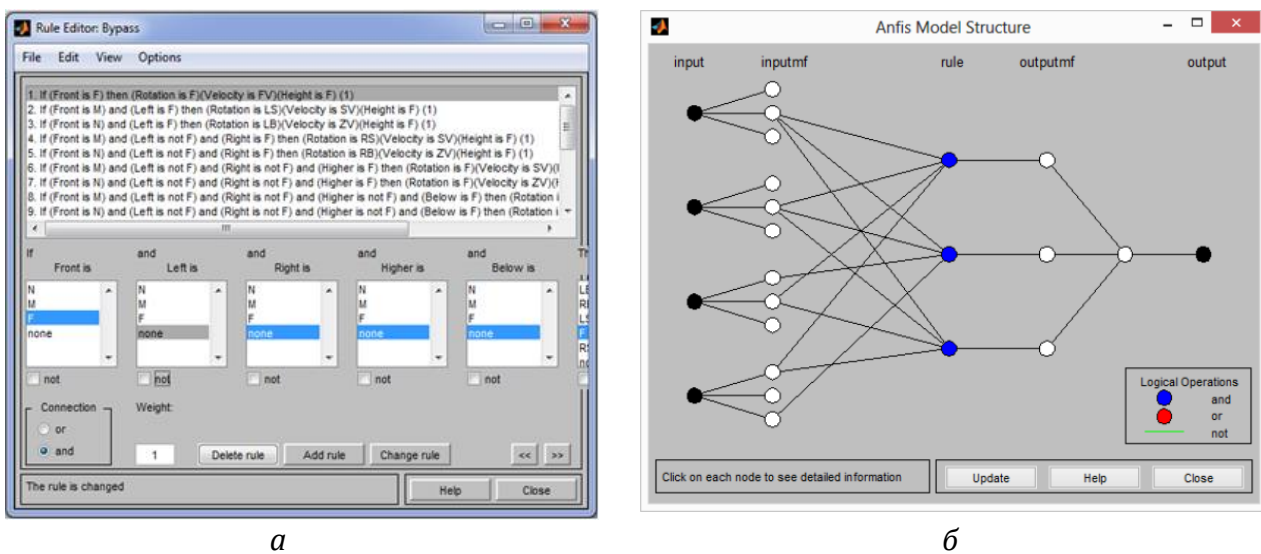 Rule Editor: Bypass
File Edit View Options
1. If (Front is F) then (Rotation is F)(Velocity is FV)(Height is F) (1)
2. If (Front is M) and (Left is F) then (Rotation is LS)(Velocity is SV)(Height is F) (1)
3. If (Front is N) and (Left is F) then (Rotation is LB)(Velocity is ZV)(Height is F) (1)
4. If (Front is M) and (Left is not F) and (Right is F) then (Rotation is RS)(Velocity is SV)(Height is F) (1)
5. If (Front is N) and (Left is not F) and (Right is F) then (Rotation is RB)(Velocity is ZV)(Height is F) (1)
6. If (Front is M) and (Left is not F) and (Right is not F) and (Higher is F) then (Rotation is F)(Velocity is SV)(
7. If (Front is N) and (Left is not F) and (Right is not F) and (Higher is F) then (Rotation is F)(Velocity is ZV)(
8. If (Front is M) and (Left is not F) and (Right is not F) and (Higher is not F) and (Below is F) then (Rotation i
9. If (Front is N) and (Left is not F) and (Right is not F) and (Higher is not F) and (Below is F) then (Rotation i
If and and and and
Front is Left is Right is Higher is Below is
N N N N N
M M M M M
F F F F F
none none none none none
not not not not not
Connection Weight:
or
and 1 Delete rule Add rule Change rule << >>
The rule is changed Help Close
а
Anfis Model Structure
input inputmf rule outputmf output
Logical Operations
and
or
not
Click on each node to see detailed information Update Help Close
б